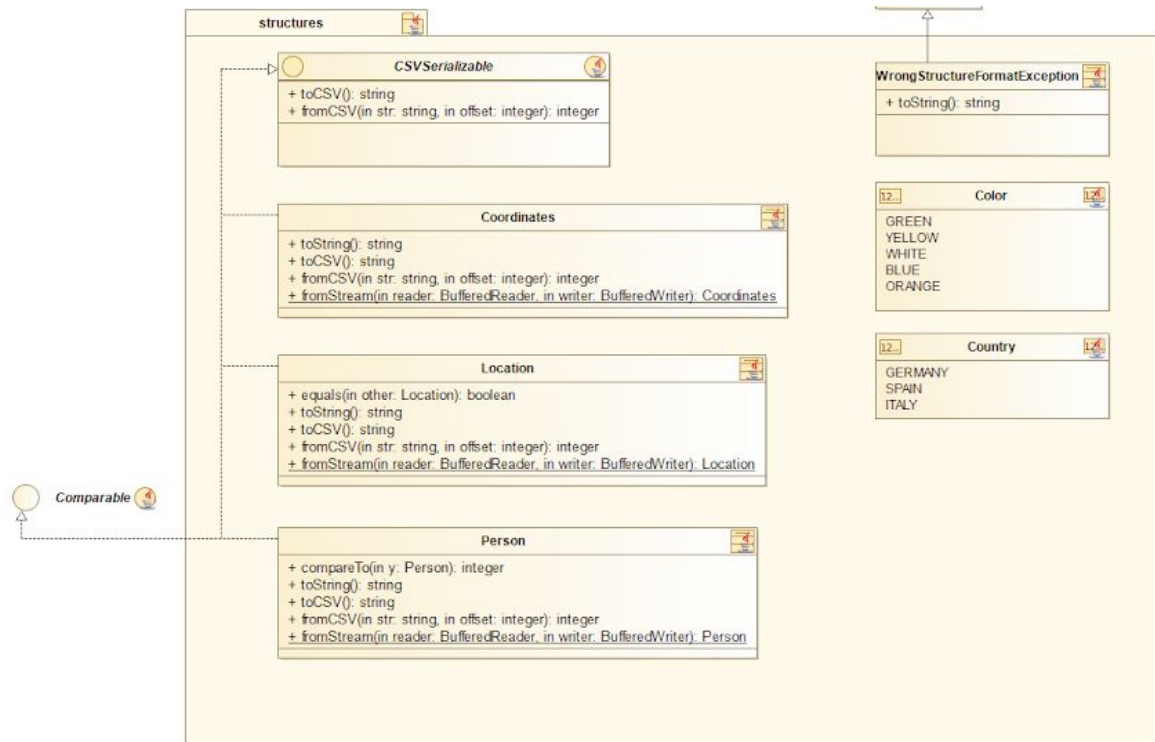 structures
CSVSerializable
+ toCSV(): string
+ fromCSV(in str: string, in offset: integer): integer
WrongStructureFormatException
+ toString(): string
12...
Color
12...
GREEN
YELLOW
WHITE
BLUE
ORANGE
Coordinates
+ toString(): string
+ toCSV(): string
+ fromCSV(in str: string, in offset: integer): integer
+ fromStream(in reader: BufferedReader, in writer: BufferedWriter): Coordinates
12...
Country
12...
GERMANY
SPAIN
ITALY
Location
+ equals(in other: Location): boolean
+ toString(): string
+ toCSV(): string
+ fromCSV(in str: string, in offset: integer): integer
+ fromStream(in reader: BufferedReader, in writer: BufferedWriter): Location
Comparable
Person
+ compareTo(in y: Person): integer
+ toString(): string
+ toCSV(): string
+ fromCSV(in str: string, in offset: integer): integer
+ fromStream(in reader: BufferedReader, in writer: BufferedWriter): Person